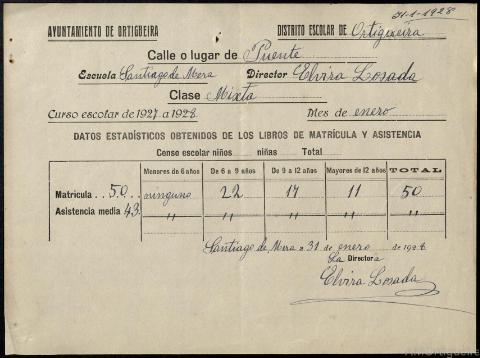 31-1-1928
AYUNTAMIENTO DE ORTIGUEIRA DISTRITO ESCOLAR DE Ortigueira
Calle o lugar de Puente
Escuela Santiago de Mera Director Elvira Losada
Clase Mixta
Curso escolar de 1927 a 1928. Mes de enero
DATOS ESTADÍSTICOS OBTENIDOS DE LOS LIBROS DE MATRÍCULA Y ASISTENCIA
Censo escolar niños niñas Total
Menores de 6 años De 6 a 9 años De 9 a 12 años Mayores de 12 años TOTAL
Matrícula . . 50 . . ninguno 22 17 11 50
Asistencia media 43 " " " " "
Santiago de Mera a 31 de enero de 1928
La Directora
Elvira Losada